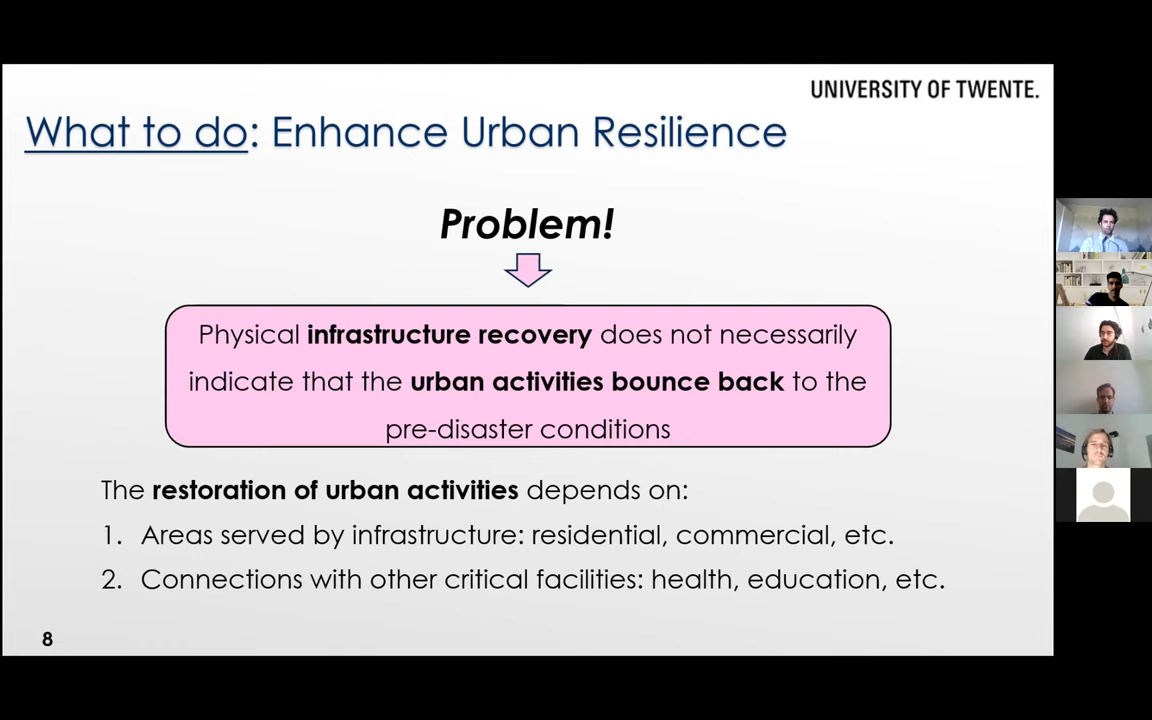 UNIVERSITY OF TWENTE.
What to do: Enhance Urban Resilience
Problem!
Physical infrastructure recovery does not necessarily
indicate that the urban activities bounce back to the
pre-disaster conditions
The restoration of urban activities depends on:
1. Areas served by infrastructure: residential, commercial, etc.
2. Connections with other critical facilities: health, education, etc.
8